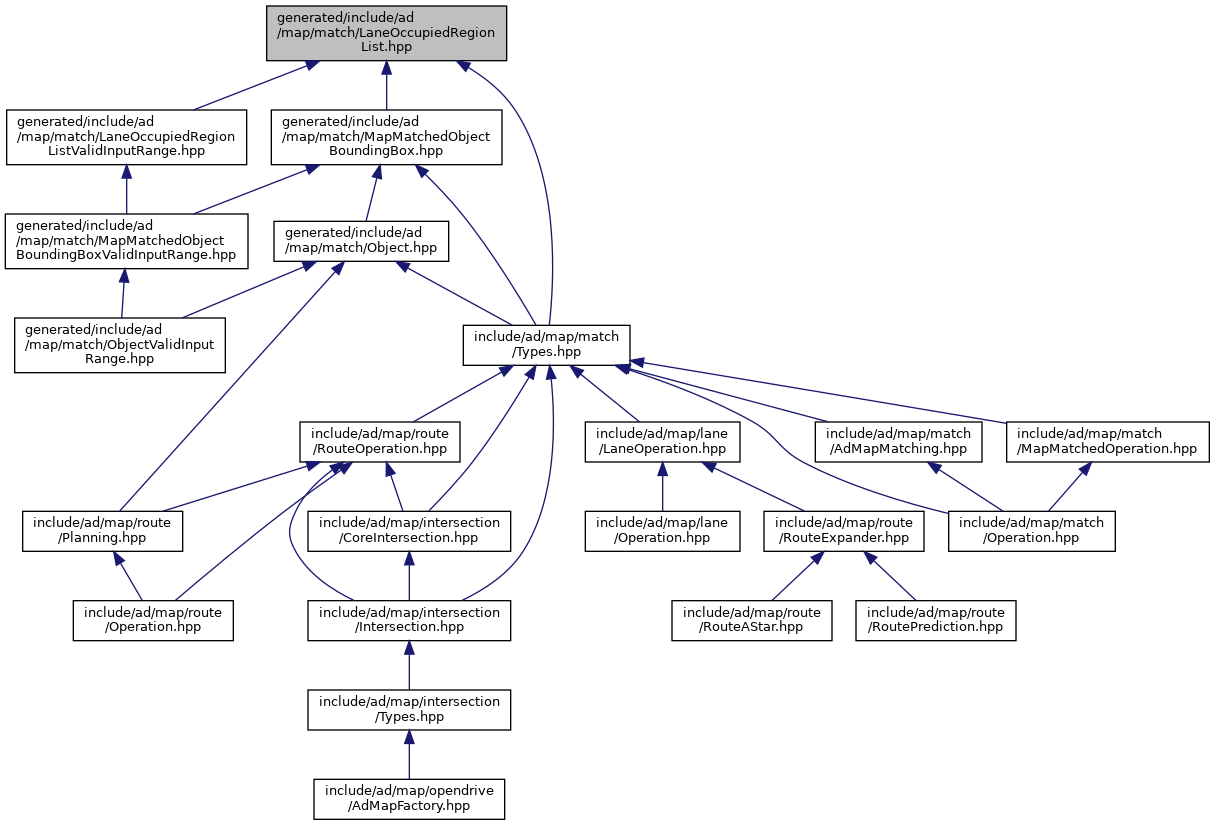 generated/include/ad
/map/match/LaneOccupiedRegion
List.hpp
generated/include/ad
/map/match/LaneOccupiedRegion
ListValidInputRange.hpp
generated/include/ad
/map/match/MapMatchedObject
BoundingBox.hpp
generated/include/ad
/map/match/MapMatchedObject
BoundingBoxValidInputRange.hpp
generated/include/ad
/map/match/Object.hpp
generated/include/ad
/map/match/ObjectValidInput
Range.hpp
include/ad/map/match
/Types.hpp
include/ad/map/route
/RouteOperation.hpp
include/ad/map/lane
/LaneOperation.hpp
include/ad/map/match
/AdMapMatching.hpp
include/ad/map/match
/MapMatchedOperation.hpp
include/ad/map/route
/Planning.hpp
include/ad/map/intersection
/CoreIntersection.hpp
include/ad/map/lane
/Operation.hpp
include/ad/map/route
/RouteExpander.hpp
include/ad/map/match
/Operation.hpp
include/ad/map/route
/Operation.hpp
include/ad/map/intersection
/Intersection.hpp
include/ad/map/route
/RouteAStar.hpp
include/ad/map/route
/RoutePrediction.hpp
include/ad/map/intersection
/Types.hpp
include/ad/map/opendrive
/AdMapFactory.hpp